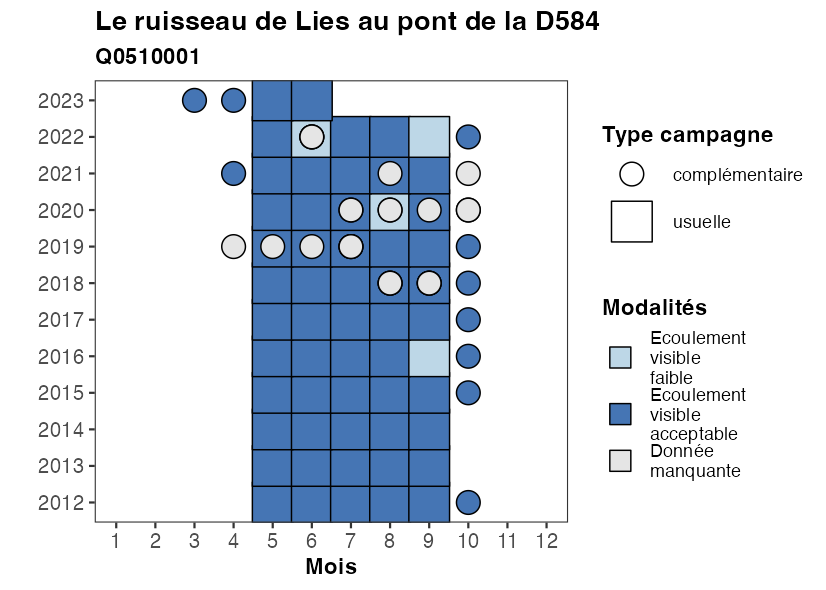 Le ruisseau de Lies au pont de la D584
Q0510001
2023
2022
2021
2020
2019
2018
2017
2016
2015
2014
2013
2012
1 2 3 4 5 6 7 8 9 10 11 12
Mois
Type campagne
complémentaire
usuelle
Modalités
Ecoulement
visible
faible
Ecoulement
visible
acceptable
Donnée
manquante